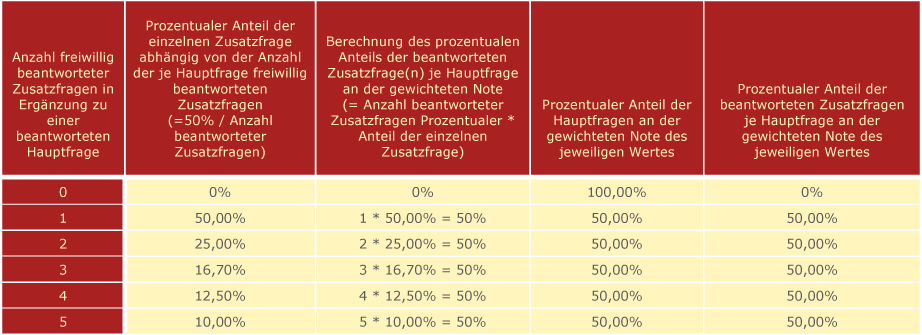 Anzahl freiwillig
beantworteter
Zusatzfragen in
Ergänzung zu
einer
beantworteten
Hauptfrage
Prozentualer Anteil der
einzelnen Zusatzfrage
abhängig von der Anzahl
der je Hauptfrage freiwillig
beantworteten
Zusatzfragen
(=50% / Anzahl
beantworteter
Zusatzfragen)
Berechnung des prozentualen
Anteils der beantworteten
Zusatzfrage(n) je Hauptfrage
an der gewichteten Note
(= Anzahl beantworteter
Zusatzfragen Prozentualer *
Anteil der einzelnen
Zusatzfrage)
Prozentualer Anteil der
Hauptfragen an der
gewichteten Note des
jeweiligen Wertes
Prozentualer Anteil der
beantworteten Zusatzfragen
je Hauptfrage an der
gewichteten Note des
jeweiligen Wertes
0 0% 0% 100,00% 0%
1 50,00% 1 * 50,00% = 50% 50,00% 50,00%
2 25,00% 2 * 25,00% = 50% 50,00% 50,00%
3 16,70% 3 * 16,70% = 50% 50,00% 50,00%
4 12,50% 4 * 12,50% = 50% 50,00% 50,00%
5 10,00% 5 * 10,00% = 50% 50,00% 50,00%